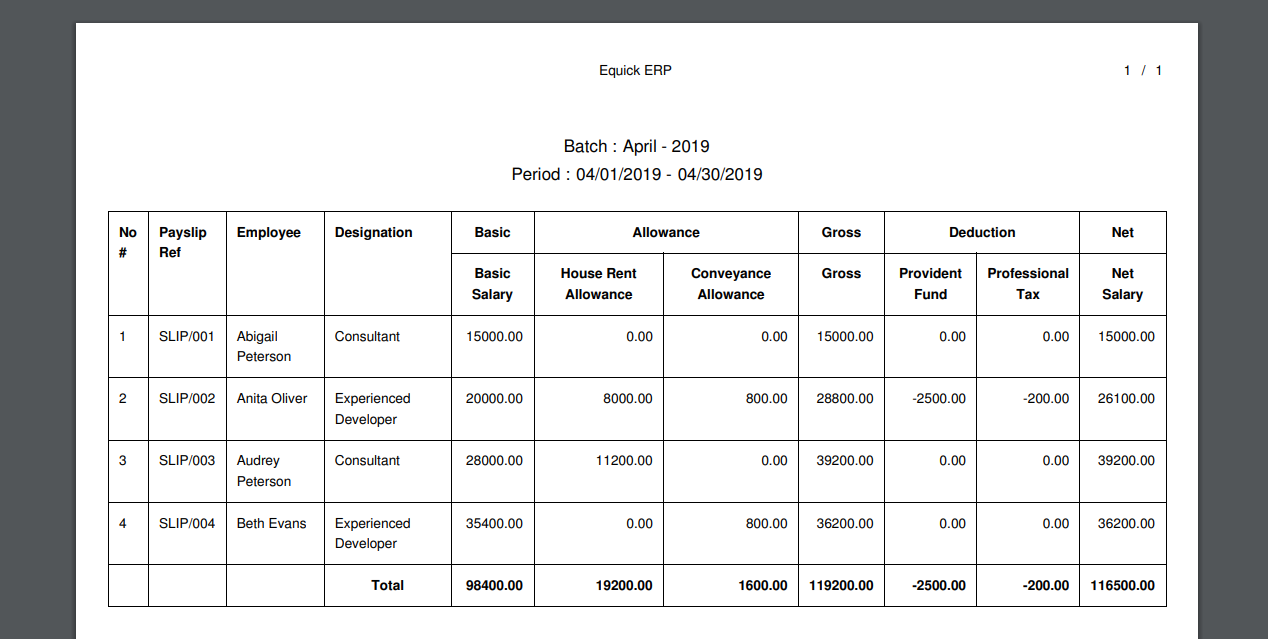 Equick ERP 1 / 1
Batch : April - 2019
Period : 04/01/2019 - 04/30/2019
No # Payslip Ref Employee Designation Basic Allowance Gross Deduction Net
Basic Salary House Rent Allowance Conveyance Allowance Gross Provident Fund Professional Tax Net Salary
1 SLIP/001 Abigail Peterson Consultant 15000.00 0.00 0.00 15000.00 0.00 0.00 15000.00
2 SLIP/002 Anita Oliver Experienced Developer 20000.00 8000.00 800.00 28800.00 -2500.00 -200.00 26100.00
3 SLIP/003 Audrey Peterson Consultant 28000.00 11200.00 0.00 39200.00 0.00 0.00 39200.00
4 SLIP/004 Beth Evans Experienced Developer 35400.00 0.00 800.00 36200.00 0.00 0.00 36200.00
Total 98400.00 19200.00 1600.00 119200.00 -2500.00 -200.00 116500.00